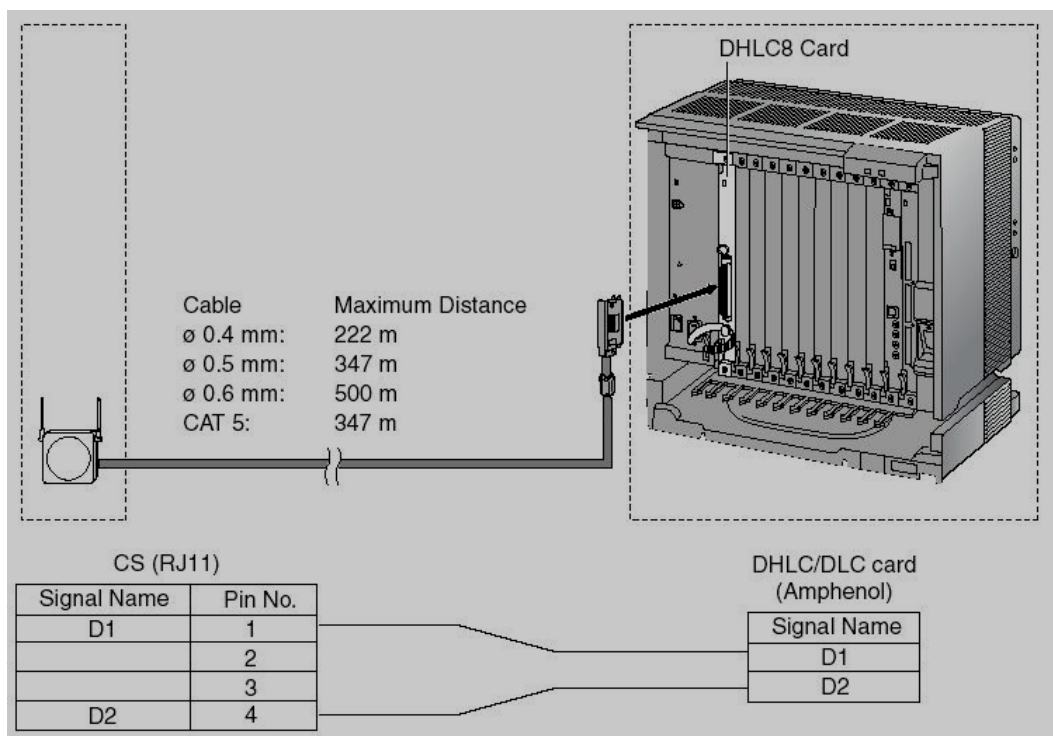 DHLC8 Card
Cable Maximum Distance
ø 0.4 mm: 222 m
ø 0.5 mm: 347 m
ø 0.6 mm: 500 m
CAT 5: 347 m
CS (RJ11)
Signal Name Pin No.
D1 1
2
3
D2 4
DHLC/DLC card
(Amphenol)
Signal Name
D1
D2